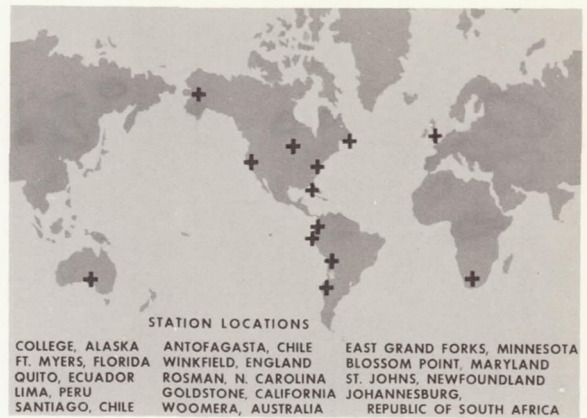 STATION LOCATIONS
COLLEGE, ALASKA
FT. MYERS, FLORIDA
QUITO, ECUADOR
LIMA, PERU
SANTIAGO, CHILE
ANTOFAGASTA, CHILE
WINKFIELD, ENGLAND
ROSMAN, N. CAROLINA
GOLDSTONE, CALIFORNIA
WOOMERA, AUSTRALIA
EAST GRAND FORKS, MINNESOTA
BLOSSOM POINT, MARYLAND
ST. JOHNS, NEWFOUNDLAND
JOHANNESBURG,
REPUBLIC OF SOUTH AFRICA